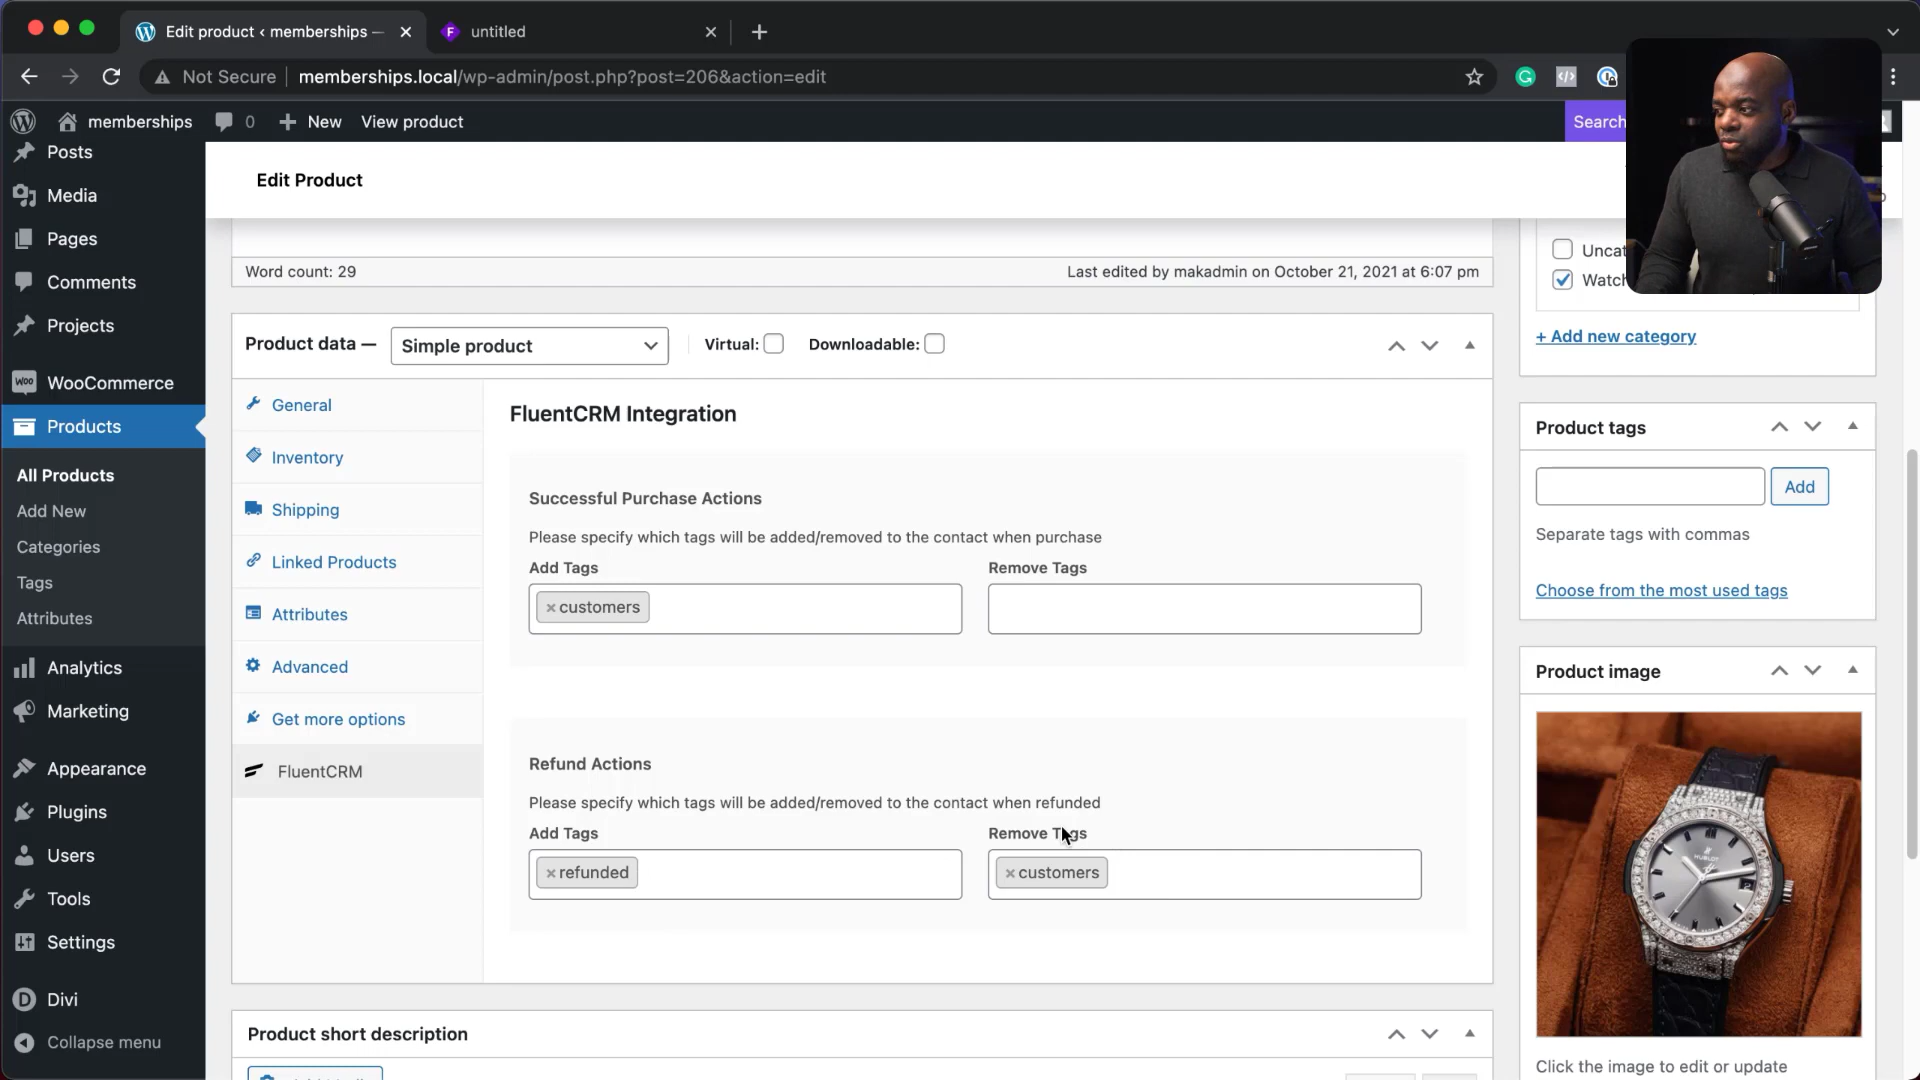 Edit product ‹ memberships —
untitled
Not Secure
memberships.local/wp-admin/post.php?post=206&action=edit
memberships
0
New
View product
Search
Posts
Media
Pages
Comments
Projects
WooCommerce
Products
All Products
Add New
Categories
Tags
Attributes
Analytics
Marketing
Appearance
Plugins
Users
Tools
Settings
Divi
Collapse menu
Edit Product
Word count: 29
Last edited by makadmin on October 21, 2021 at 6:07 pm
Product data —
Simple product
Virtual:
Downloadable:
General
Inventory
Shipping
Linked Products
Attributes
Advanced
Get more options
FluentCRM
FluentCRM Integration
Successful Purchase Actions
Please specify which tags will be added/removed to the contact when purchase
Add Tags
Remove Tags
×customers
Refund Actions
Please specify which tags will be added/removed to the contact when refunded
Add Tags
Remove Tags
×refunded
×customers
Product short description
Uncat
Watch
+ Add new category
Product tags
Add
Separate tags with commas
Choose from the most used tags
Product image
HUBLOT
Click the image to edit or update